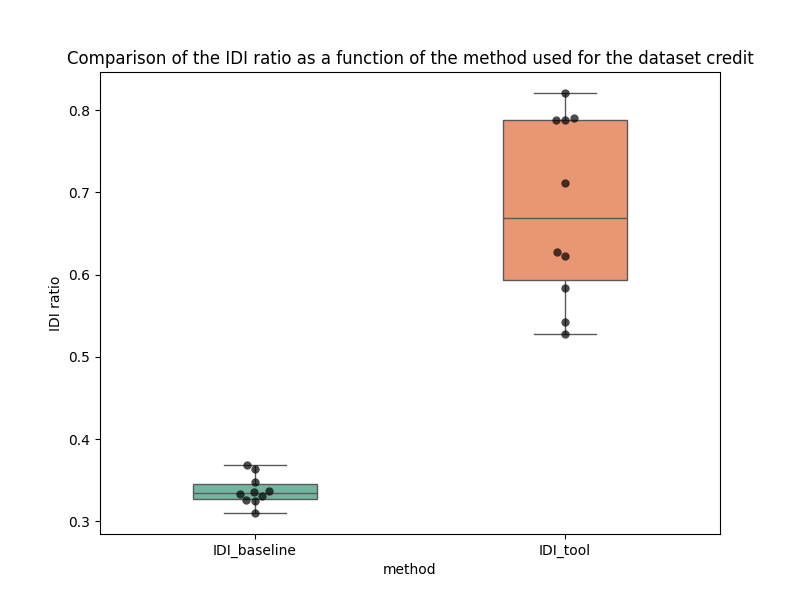 Comparison of the IDI ratio as a function of the method used for the dataset credit
0.8
0.7
0.6
0.5
0.4
0.3
IDI ratio
IDI_baseline
IDI_tool
method